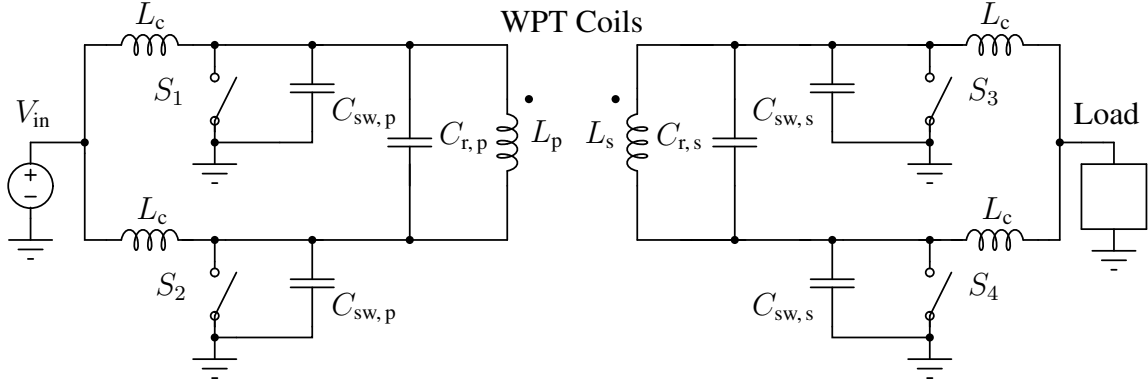 WPT Coils
L_c
L_c
S_1
C_sw, p
C_r, p
L_p
L_s
C_r, s
C_sw, s
S_3
V_in
Load
+
−
L_c
L_c
S_2
C_sw, p
C_sw, s
S_4